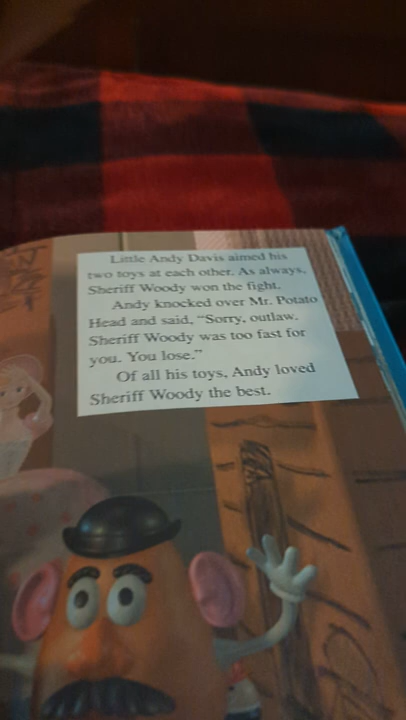 Little Andy Davis aimed his
two toys at each other. As always,
Sheriff Woody won the fight.
Andy knocked over Mr. Potato
Head and said, "Sorry, outlaw.
Sheriff Woody was too fast for
you. You lose."
Of all his toys, Andy loved
Sheriff Woody the best.